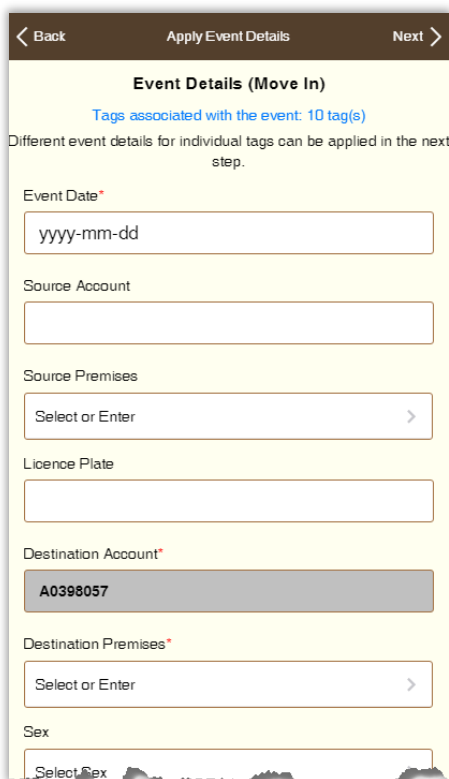 Back Apply Event Details Next
Event Details (Move In)
Tags associated with the event: 10 tag(s)
Different event details for individual tags can be applied in the next
step.
Event Date*
yyyy-mm-dd
Source Account
Source Premises
Select or Enter
Licence Plate
Destination Account*
A0398057
Destination Premises*
Select or Enter
Sex
Select Sex